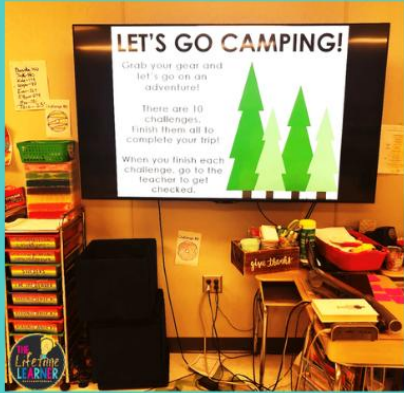 LET'S GO CAMPING!
Grab your gear and
let's go on an
adventure!
There are 10
challenges.
Finish them all to
complete your trip!
When you finish each
challenge, go to the
teacher to get
checked.
give thanks
THE
LiFetime
LEARNER